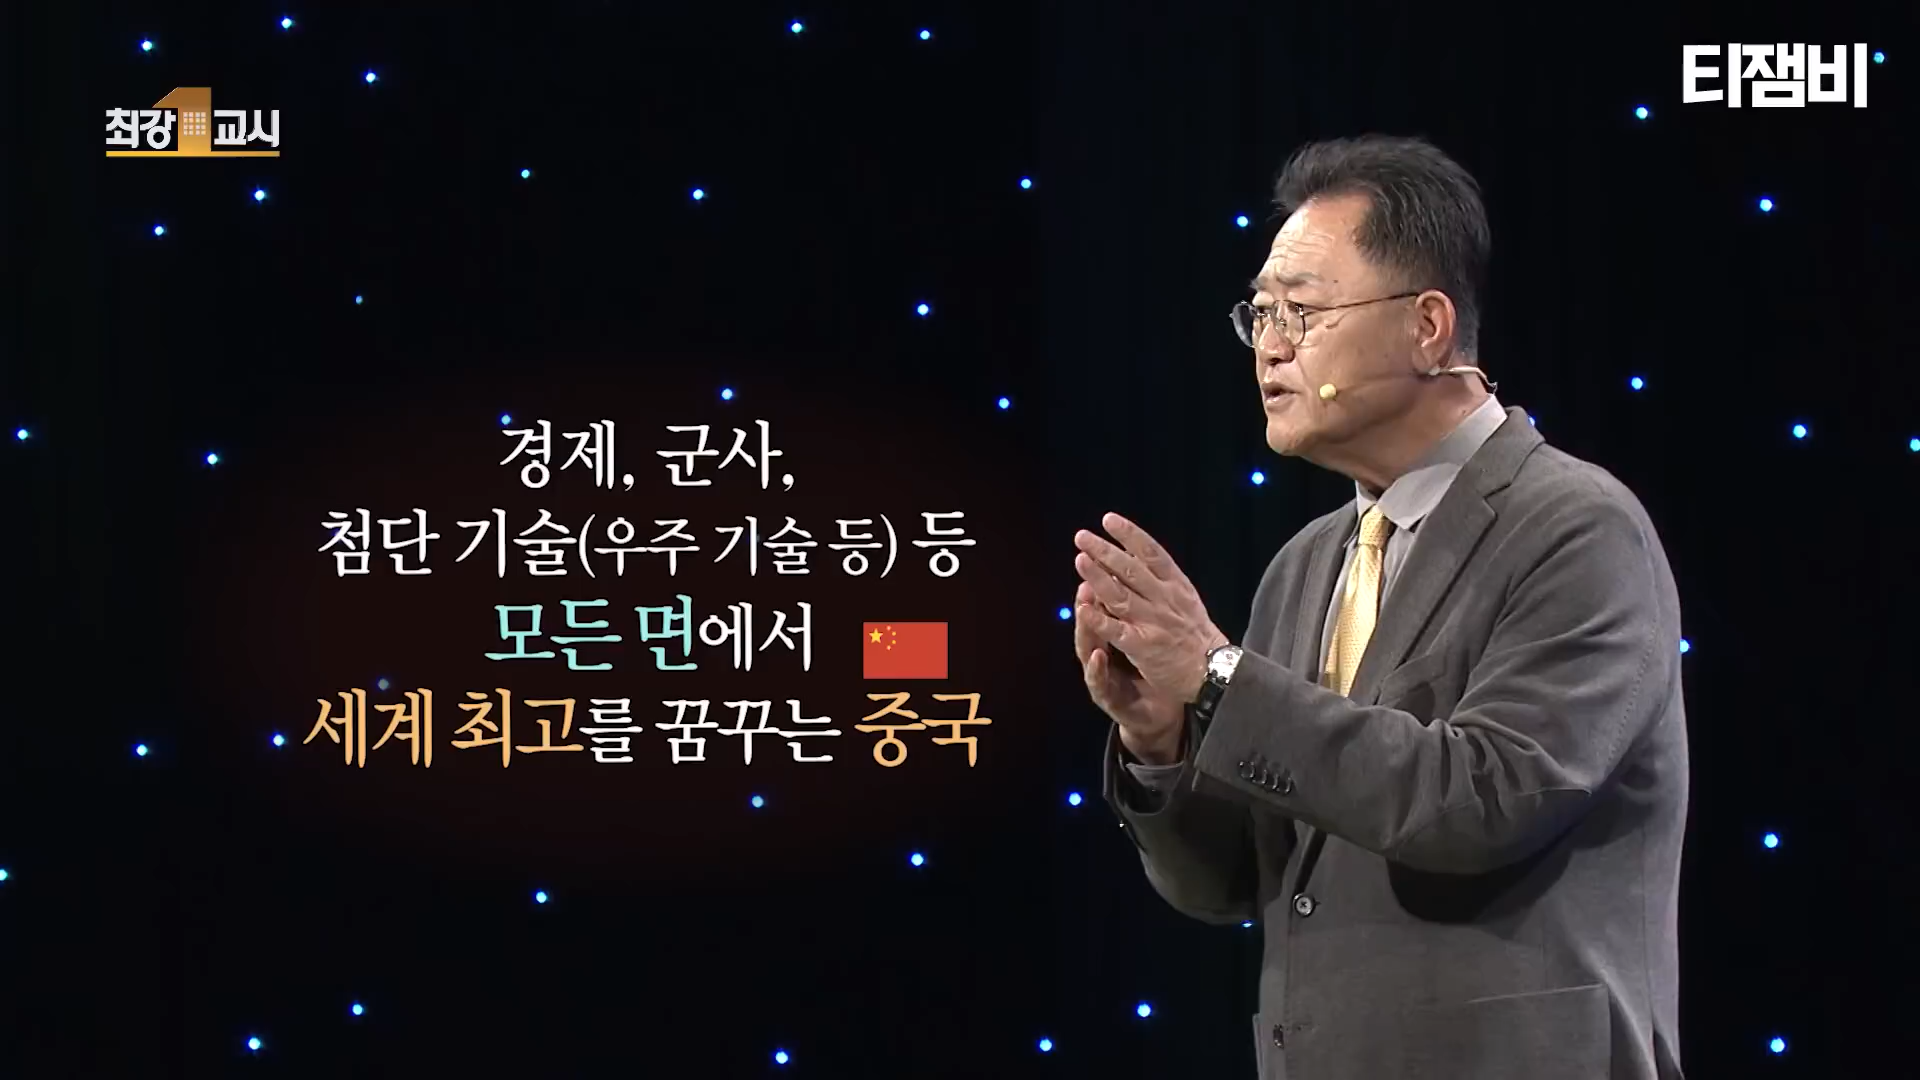 최강1교시
티잼비
경제, 군사,
첨단 기술(우주 기술 등) 등
모든 면에서
세계 최고를 꿈꾸는 중국